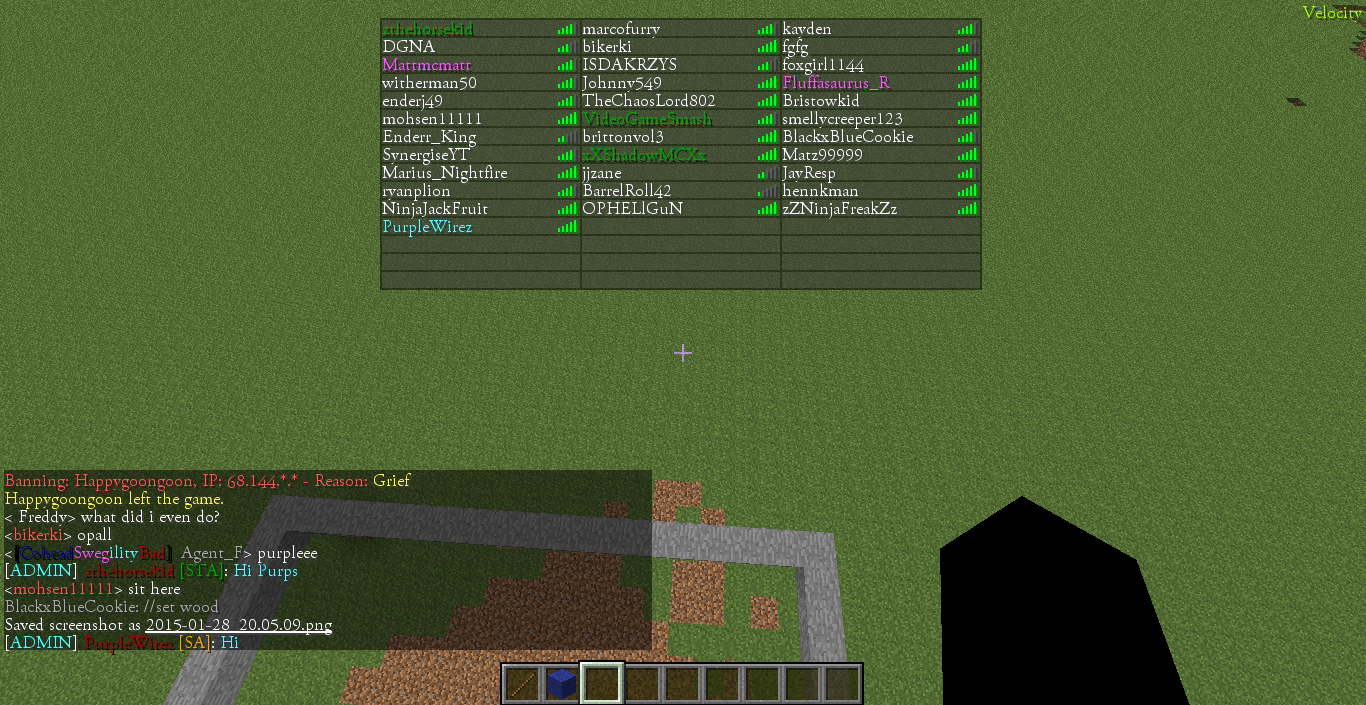 Velocity
zthehorsekid marcofurry kayden
DGNA bikerki fgfg
Mattmcmatt ISDAKRZYS foxgirl1144
witherman50 Johnny549 Fluffasaurus_R
enderj49 TheChaosLord802 Bristowkid
mohsen11111 VideoGameSmash smellycreeper123
Enderr_King brittonvol3 BlackxBlueCookie
SynergiseYT xXShadowMCXx Matz99999
Marius_Nightfire jjzane JayResp
ryanplion BarrelRoll42 hennkman
NinjaJackFruit OPHELIGuN zZNinjaFreakZz
PurpleWirez
Banning: Happygoongoon, IP: 68.144.*.* - Reason: Grief
Happygoongoon left the game.
< Freddy> what did i even do?
<bikerki> opall
<[CoheadSwegilityBad] Agent_F> purpleee
[ADMIN] zthehorsekid [STA]: Hi Purps
<mohsen11111> sit here
BlackxBlueCookie: //set wood
Saved screenshot as 2015-01-28_20.05.09.png
[ADMIN] PurpleWirez [SA]: Hi